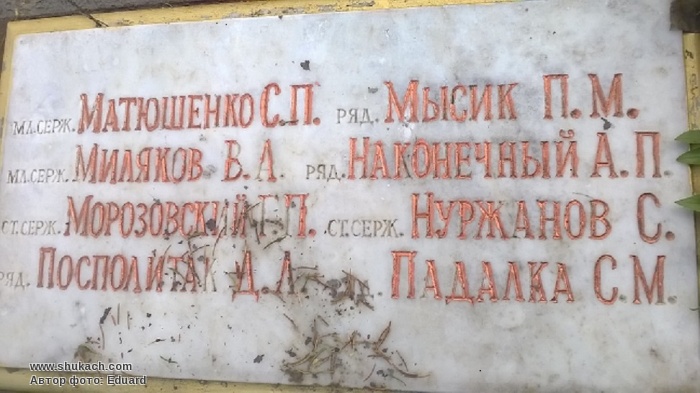 МЛ.СЕРЖ. МАТЮШЕНКО С.П. РЯД. МЫСИК П.М.
МЛ.СЕРЖ. МИЛЯКОВ В.А. РЯД. НАКОНЕЧНЫЙ А.П.
СТ.СЕРЖ. МОРОЗОВСКИЙ Г.П. СТ.СЕРЖ. НУРЖАНОВ С.
РЯД. ПОСПОЛИТАК Д.А. ПАДАЛКА С.М.
www.shukach.com
Автор фото: Eduard